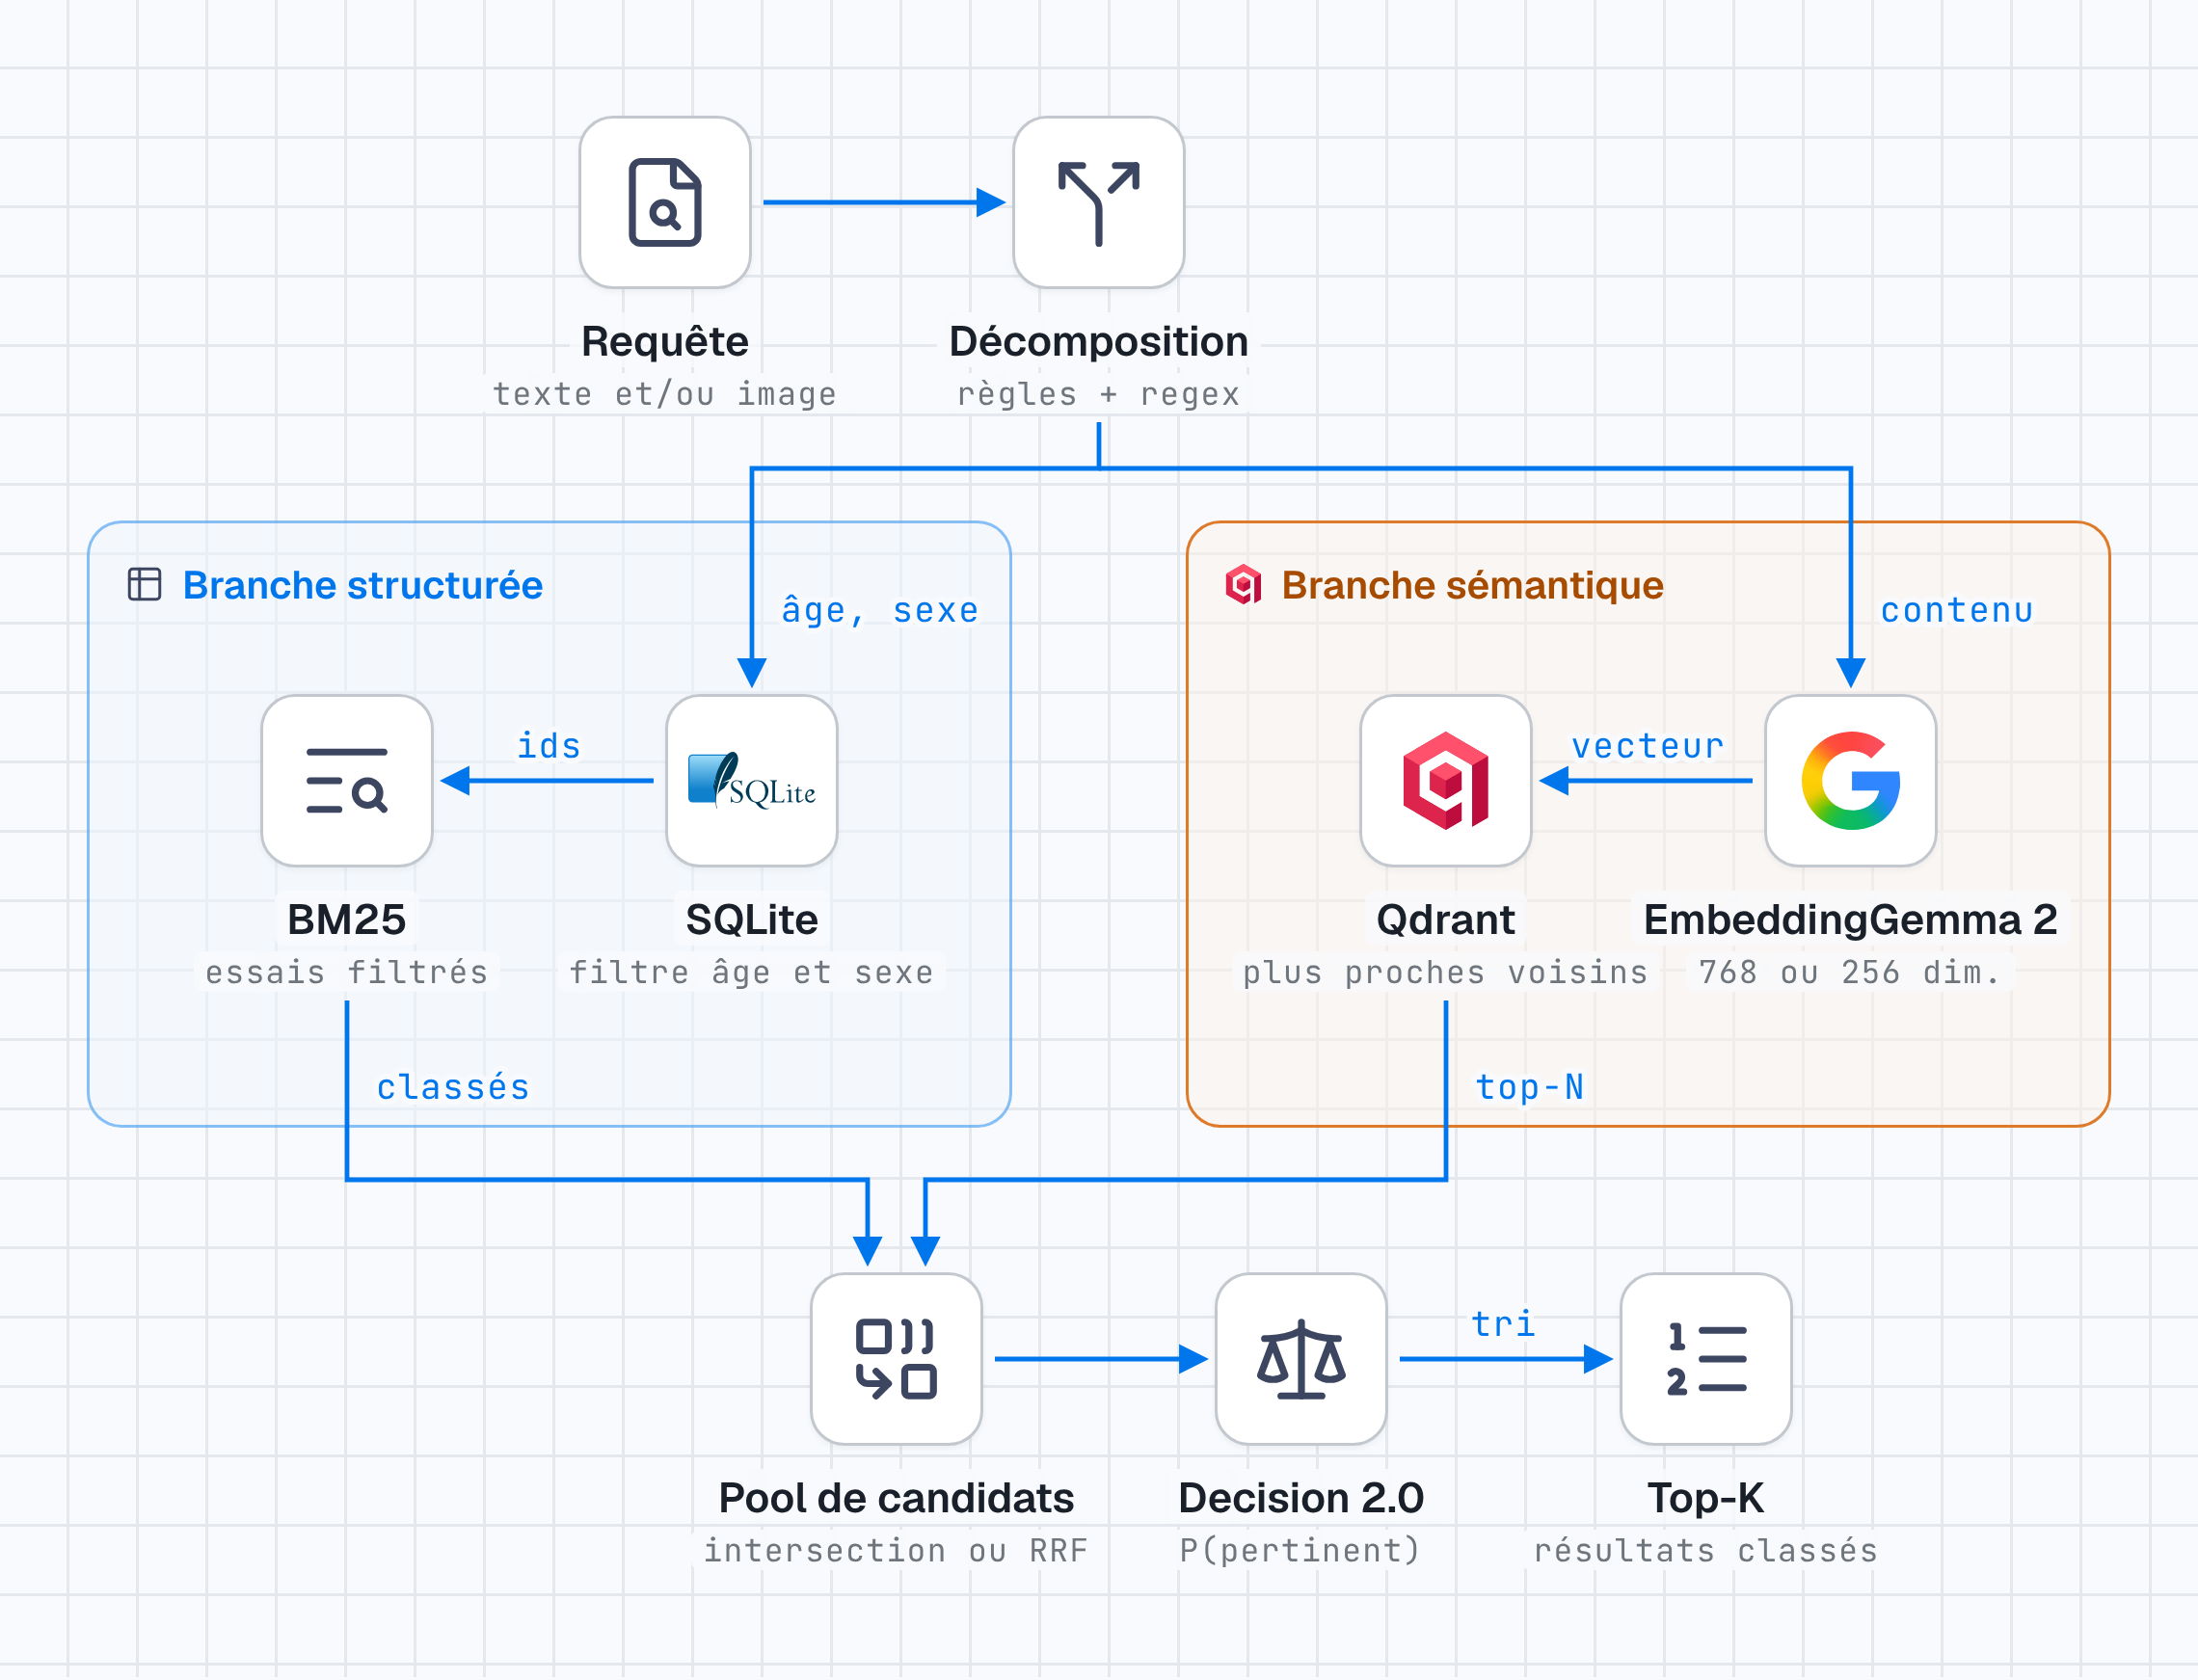 Requête
texte et/ou image
Décomposition
règles + regex
Branche structurée
âge, sexe
ids
SQLite
BM25
essais filtrés
SQLite
filtre âge et sexe
classés
Branche sémantique
contenu
vecteur
Qdrant
plus proches voisins
EmbeddingGemma 2
768 ou 256 dim.
top-N
Pool de candidats
intersection ou RRF
Decision 2.0
P(pertinent)
tri
1
2
Top-K
résultats classés